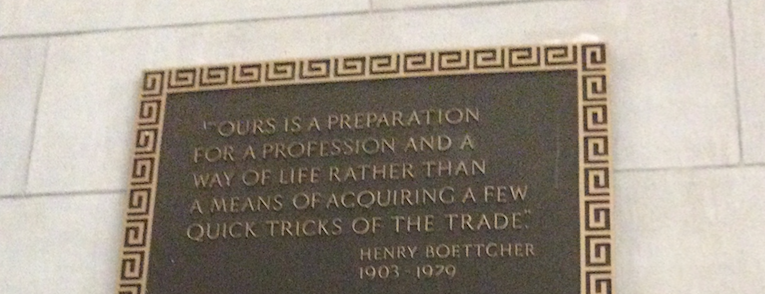 "OURS IS A PREPARATION
FOR A PROFESSION AND A
WAY OF LIFE RATHER THAN
A MEANS OF ACQUIRING A FEW
QUICK TRICKS OF THE TRADE."
HENRY BOETTCHER
1903-1979